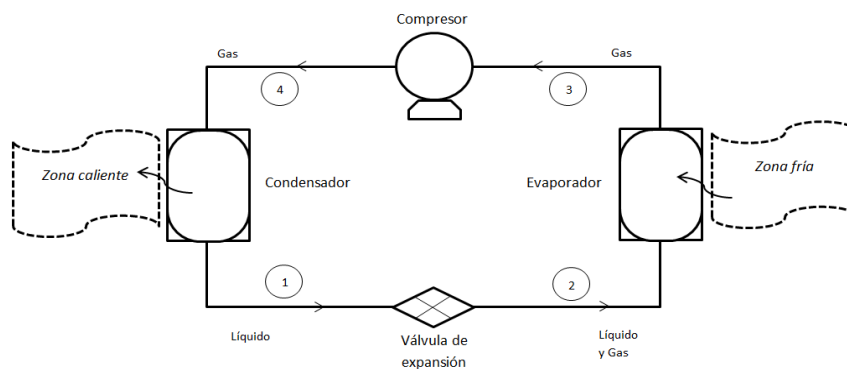 Compresor
Gas
Gas
4
3
Zona caliente
Condensador
Evaporador
Zona fría
1
2
Líquido
Válvula de
expansión
Líquido
y Gas